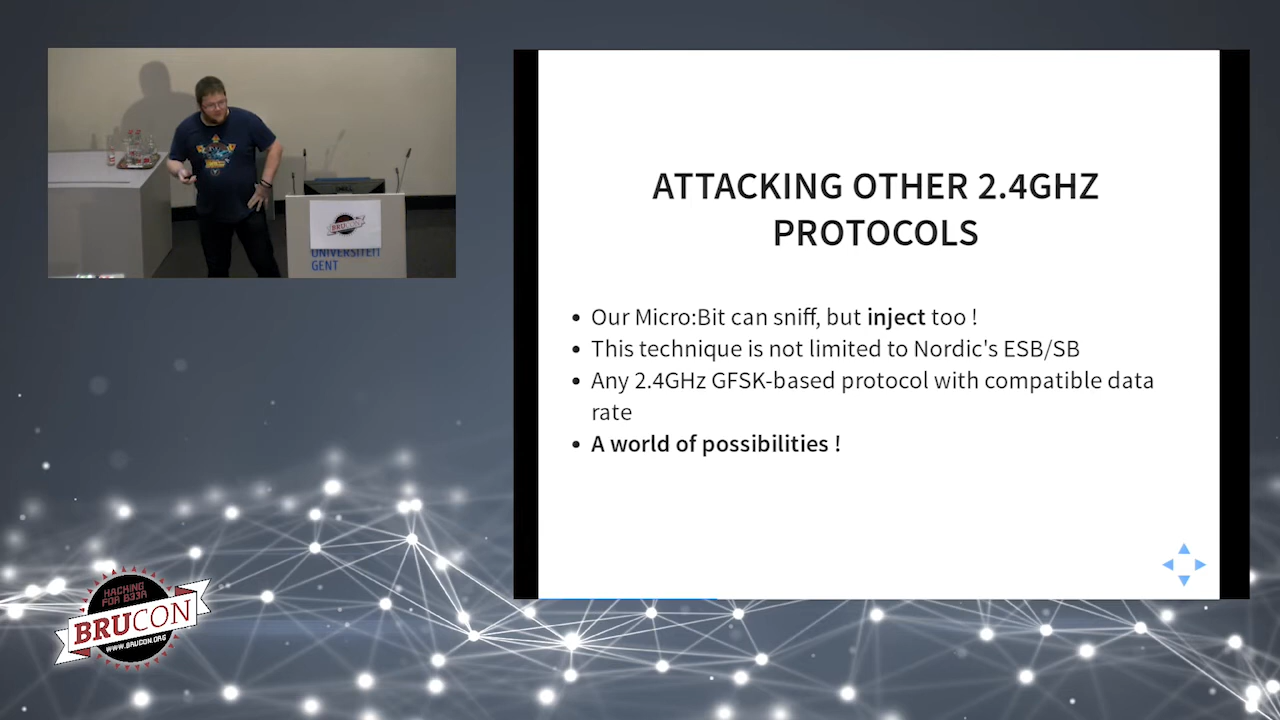 ATTACKING OTHER 2.4GHZ
PROTOCOLS
Our Micro:Bit can sniff, but inject too !
This technique is not limited to Nordic's ESB/SB
Any 2.4GHz GFSK-based protocol with compatible data
rate
A world of possibilities !
BRUCON
UNIVERSITEIT
GENT
HACKING
FOR B33R
BRUCON
WWW.BRUCON.ORG